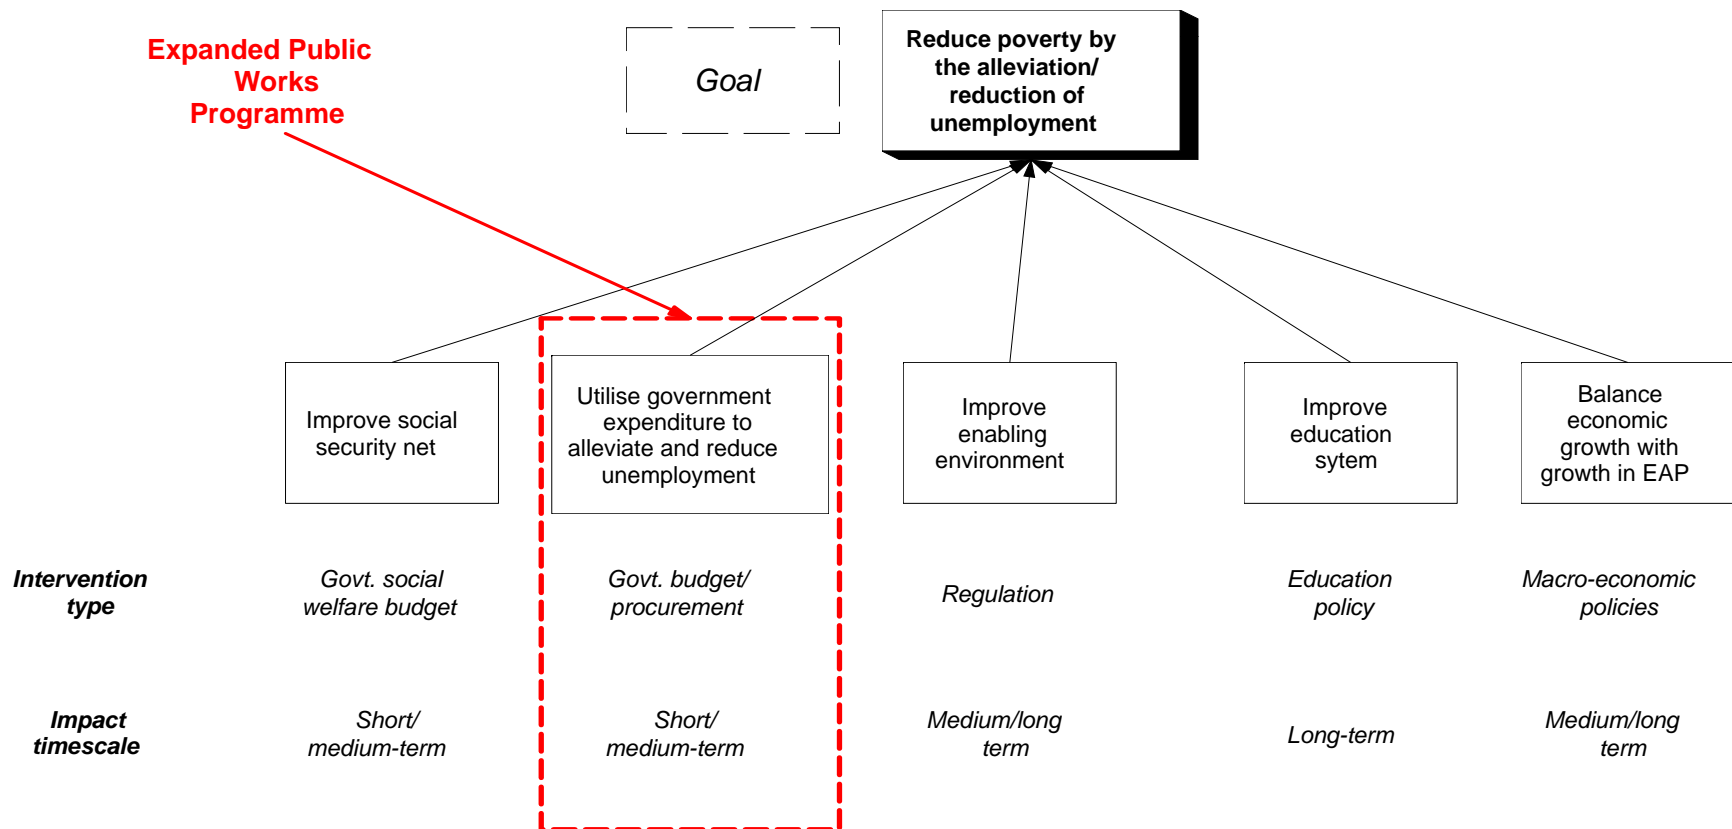 Expanded Public
Works
Programme
Goal
Reduce poverty by
the alleviation/
reduction of
unemployment
Improve social
security net
Utilise government
expenditure to
alleviate and reduce
unemployment
Improve
enabling
environment
Improve
education
sytem
Balance
economic
growth with
growth in EAP
Intervention
type
Govt. social
welfare budget
Govt. budget/
procurement
Regulation
Education
policy
Macro-economic
policies
Impact
timescale
Short/
medium-term
Short/
medium-term
Medium/long
term
Long-term
Medium/long
term